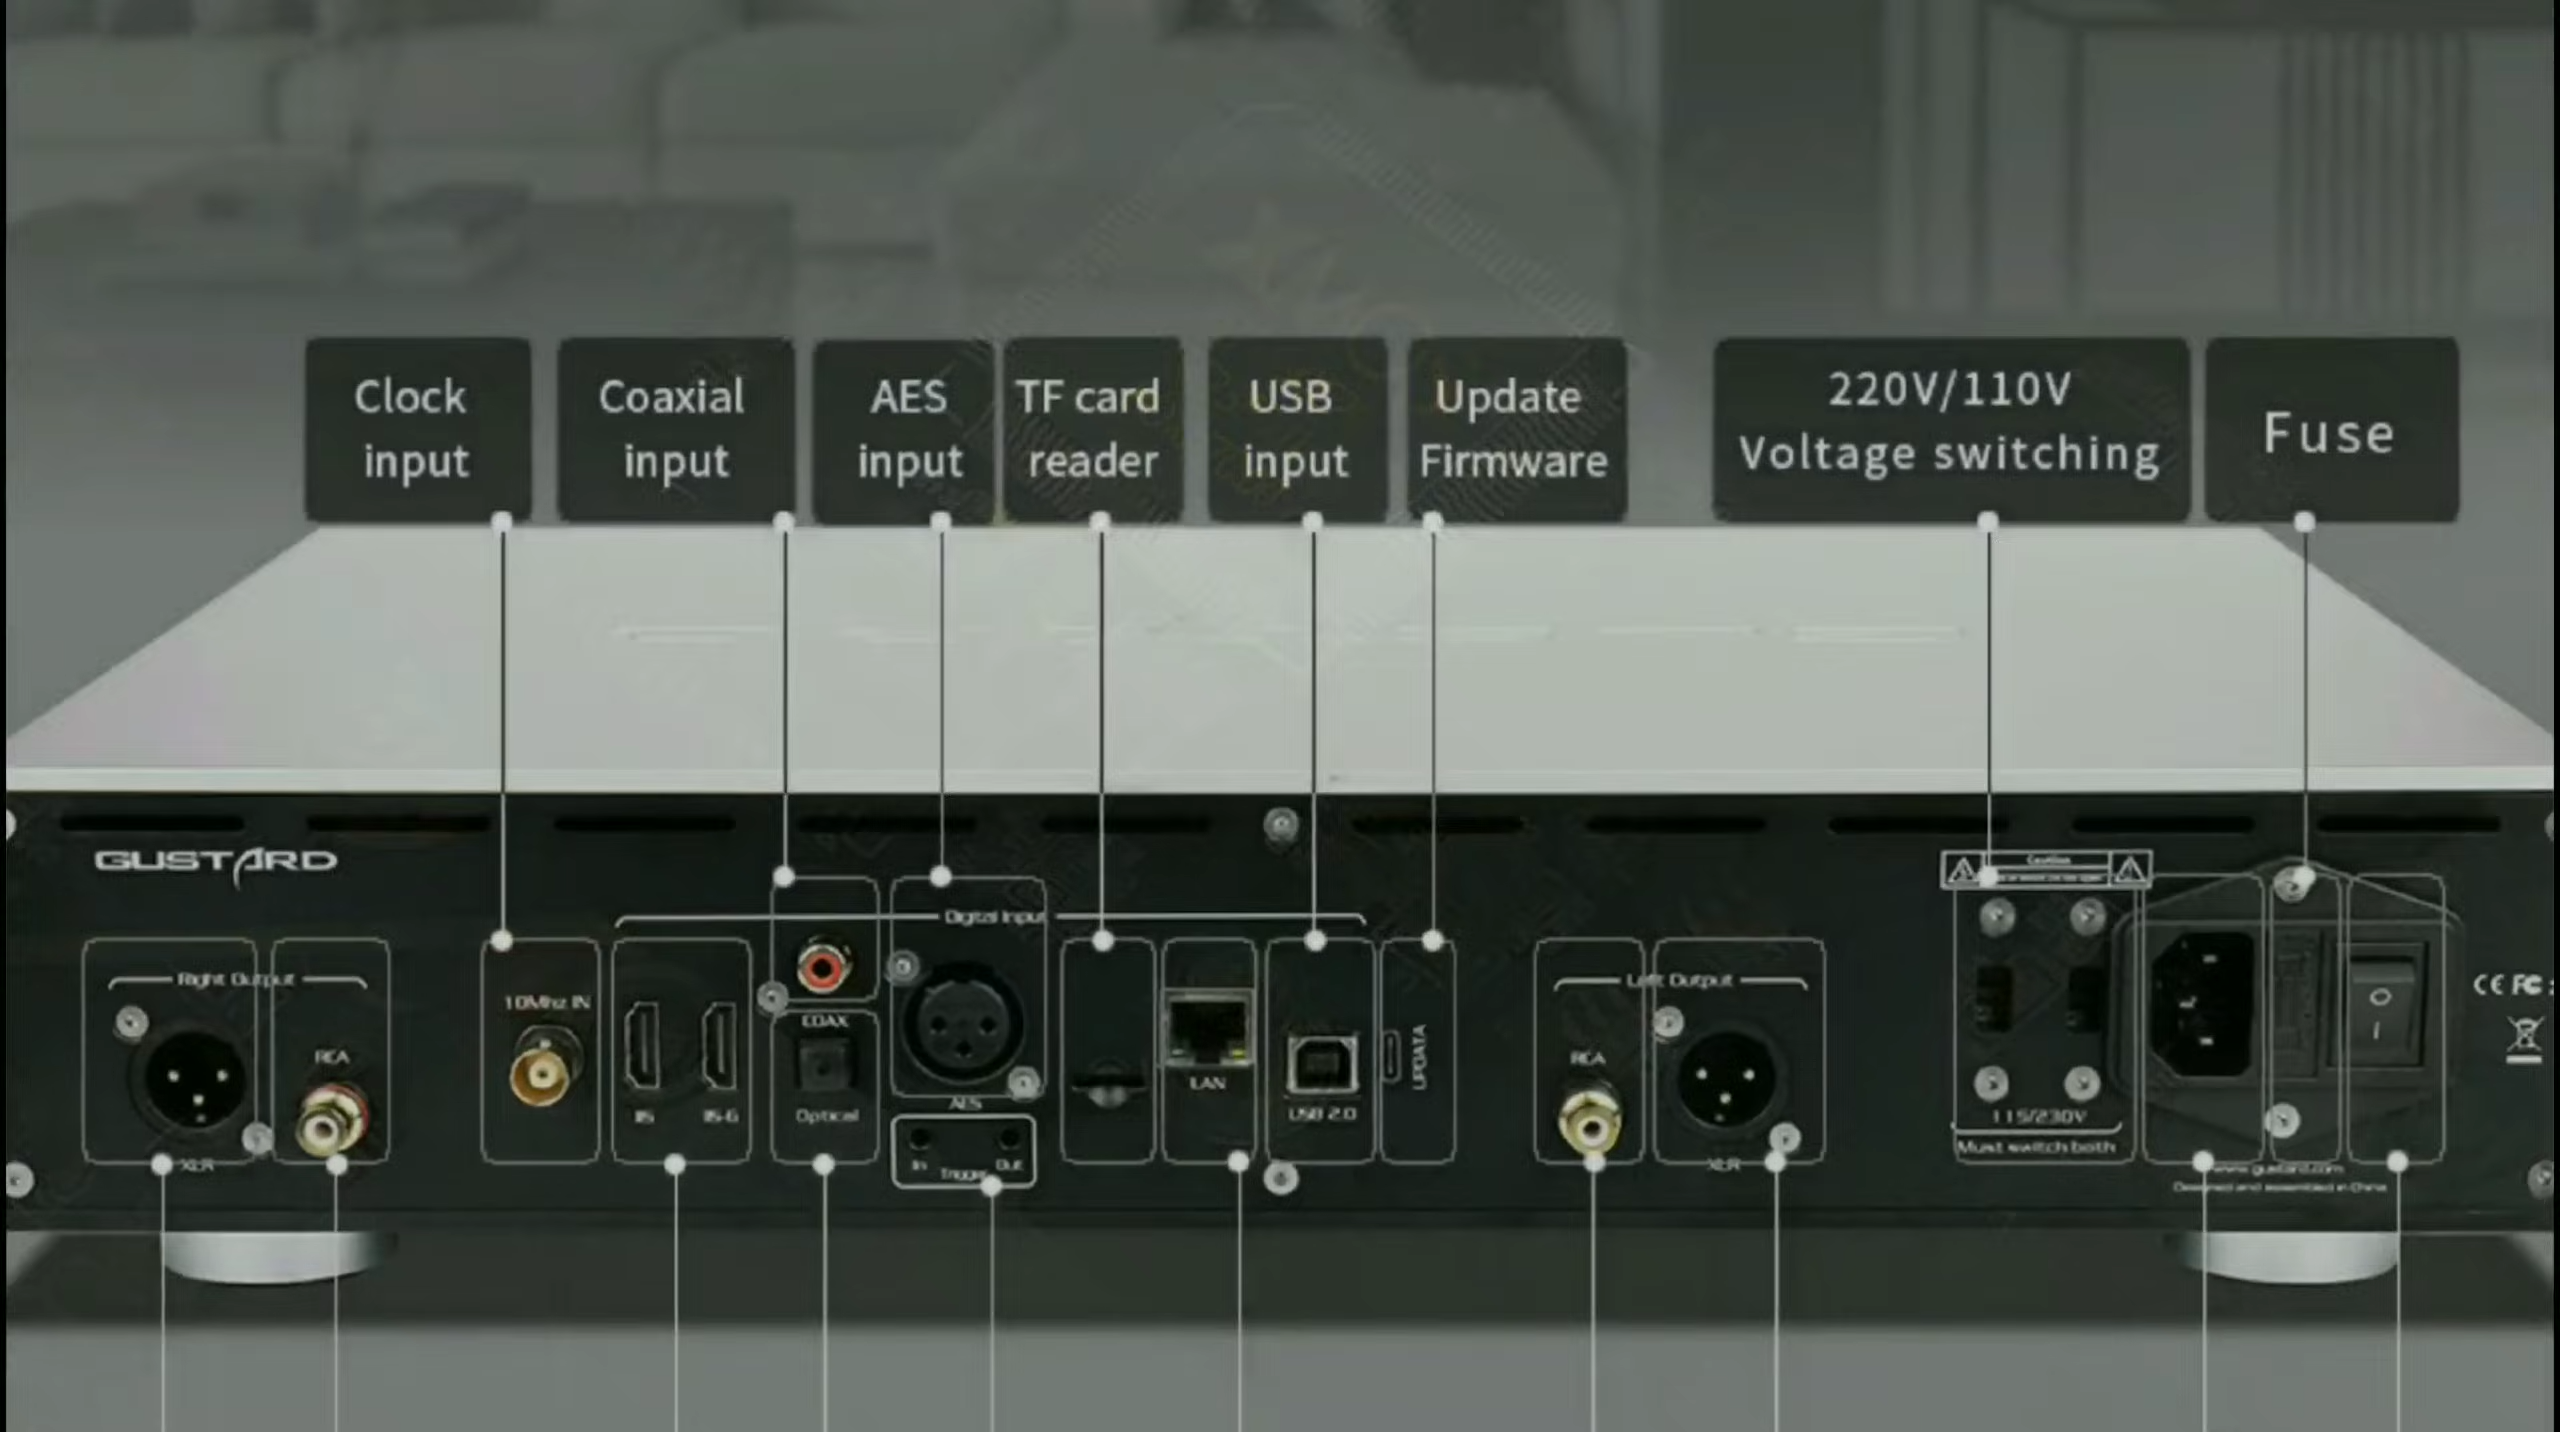 Clock
input
Coaxial
input
AES
input
TF card
reader
USB
input
Update
Firmware
220V/110V
Voltage switching
Fuse
GUSTARD
Right Output
XLR
RCA
10Mhz IN
Digital Input
IIS
IIS-G
COAX
Optical
AES
In
Trigger
Out
LAN
USB 2.0
UPDATA
Left Output
RCA
XLR
Caution
115/230V
Must switch both
O
I
www.gustard.com
Designed and assembled in China
CE FC